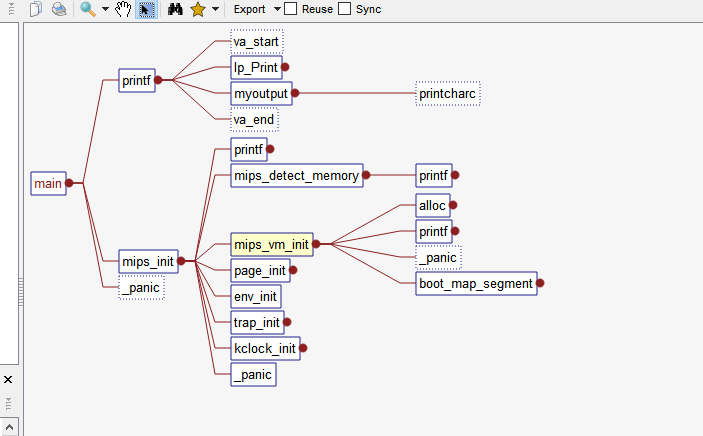 Export
Reuse
Sync
va_start
lp_Print
printf
myoutput
printcharc
va_end
printf
mips_detect_memory
printf
main
alloc
printf
mips_vm_init
_panic
mips_init
page_init
boot_map_segment
_panic
env_init
trap_init
kclock_init
_panic